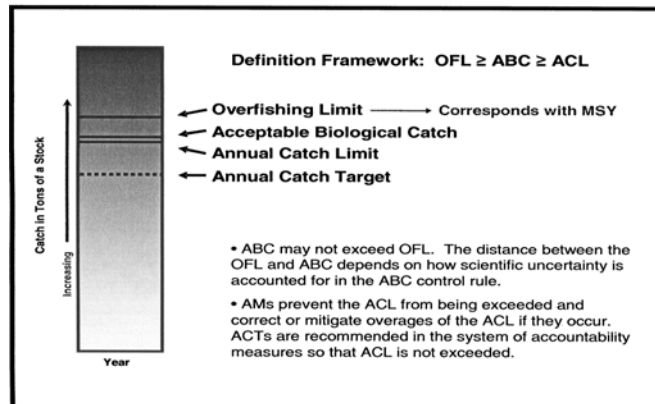 Definition Framework: OFL ≥ ABC ≥ ACL
Overfishing Limit Corresponds with MSY
Acceptable Biological Catch
Annual Catch Limit
Annual Catch Target
Catch in Tons of a Stock
Increasing
• ABC may not exceed OFL. The distance between the
OFL and ABC depends on how scientific uncertainty is
accounted for in the ABC control rule.
• AMs prevent the ACL from being exceeded and
correct or mitigate overages of the ACL if they occur.
ACTs are recommended in the system of accountability
measures so that ACL is not exceeded.
Year